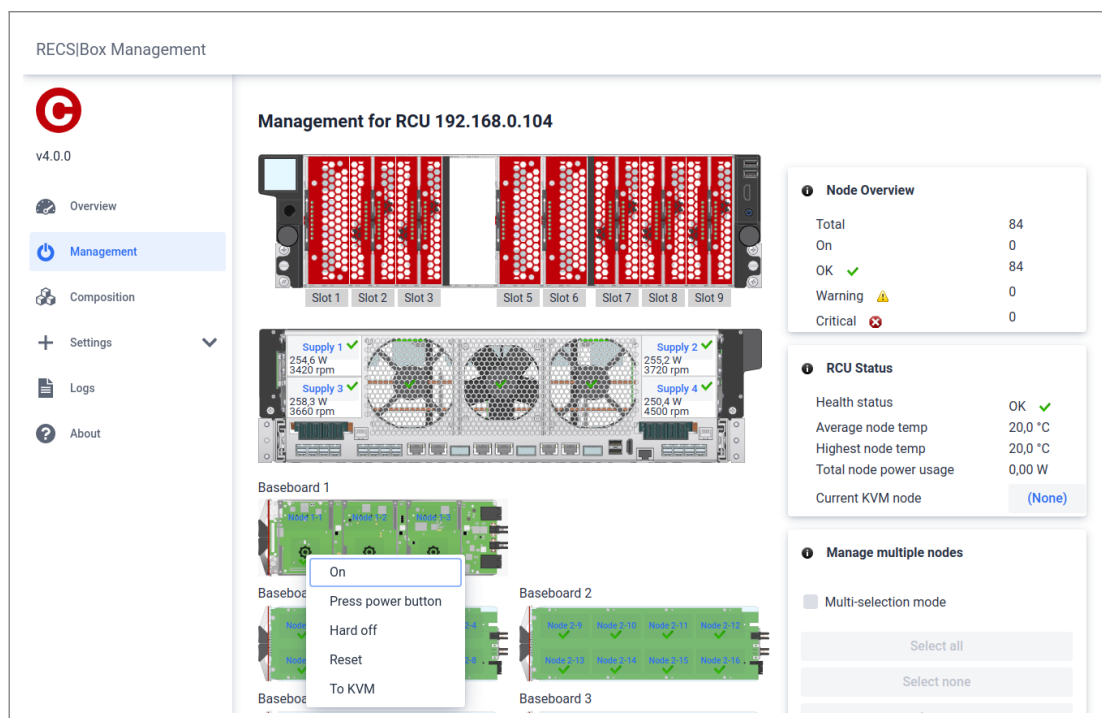 RECS|Box Management
v4.0.0
Overview
Management
Composition
Settings
Logs
About
Management for RCU 192.168.0.104
Slot 1 Slot 2 Slot 3 Slot 5 Slot 6 Slot 7 Slot 8 Slot 9
Supply 1
254,6 W
3420 rpm
Supply 2
255,2 W
3720 rpm
Supply 3
258,3 W
3660 rpm
Supply 4
250,4 W
4500 rpm
Baseboard 1
Node 1-1 Node 1-2 Node 1-3
On
Press power button
Hard off
Reset
To KVM
Baseboard 2
Node 2-9 Node 2-10 Node 2-11 Node 2-12
Node 2-13 Node 2-14 Node 2-15 Node 2-16
Baseboard 3
Node Overview
Total 84
On 0
OK 84
Warning 0
Critical 0
RCU Status
Health status OK
Average node temp 20,0 °C
Highest node temp 20,0 °C
Total node power usage 0,00 W
Current KVM node (None)
Manage multiple nodes
Multi-selection mode
Select all
Select none